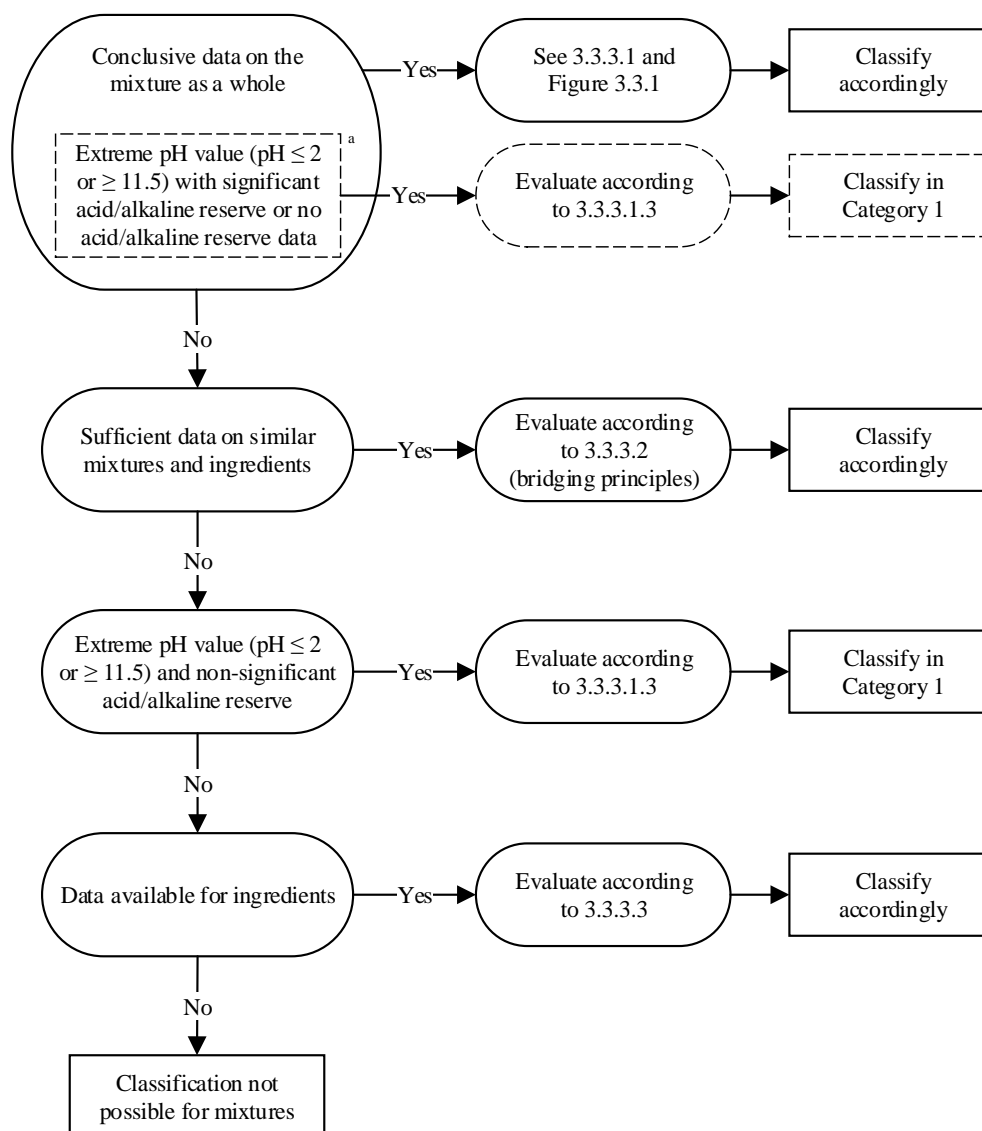 Conclusive data on the
mixture as a whole
Yes
See 3.3.3.1 and
Figure 3.3.1
Classify
accordingly
a
Extreme pH value (pH ≤ 2
or ≥ 11.5) with significant
acid/alkaline reserve or no
acid/alkaline reserve data
Yes
Evaluate according
to 3.3.3.1.3
Classify in
Category 1
No
Sufficient data on similar
mixtures and ingredients
Yes
Evaluate according
to 3.3.3.2
(bridging principles)
Classify
accordingly
No
Extreme pH value (pH ≤ 2
or ≥ 11.5) and non-significant
acid/alkaline reserve
Yes
Evaluate according
to 3.3.3.1.3
Classify in
Category 1
No
Data available for ingredients
Yes
Evaluate according
to 3.3.3.3
Classify
accordingly
No
Classification not
possible for mixtures